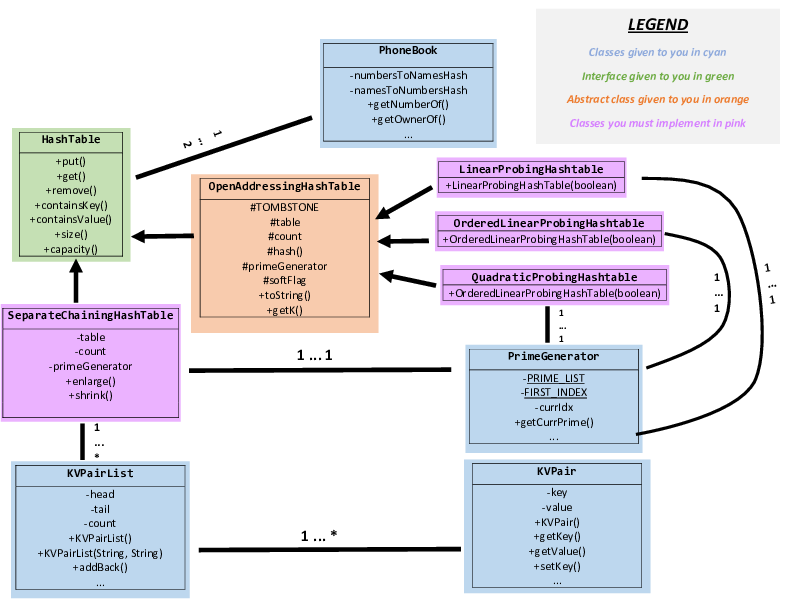 LEGEND
Classes given to you in cyan
Interface given to you in green
Abstract class given to you in orange
Classes you must implement in pink
PhoneBook
-numbersToNamesHash
-namesToNumbersHash
+getNumberOf()
+getOwnerOf()
...
1 ... 2
HashTable
+put()
+get()
+remove()
+containsKey()
+containsValue()
+size()
+capacity()
OpenAddressingHashTable
#TOMBSTONE
#table
#count
#hash()
#primeGenerator
#softFlag
+toString()
+getK()
LinearProbingHashtable
+LinearProbingHashTable(boolean)
OrderedLinearProbingHashtable
+OrderedLinearProbingHashTable(boolean)
QuadraticProbingHashtable
+OrderedLinearProbingHashTable(boolean)
1
...
1
1
...
1
1
...
1
SeparateChainingHashTable
-table
-count
-primeGenerator
+enlarge()
+shrink()
1 ... 1
PrimeGenerator
-PRIME_LIST
-FIRST_INDEX
-currIdx
+getCurrPrime()
...
1
...
*
KVPairList
-head
-tail
-count
+KVPairList()
+KVPairList(String, String)
+addBack()
...
1 ... *
KVPair
-key
-value
+KVPair()
+getKey()
+getValue()
+setKey()
...